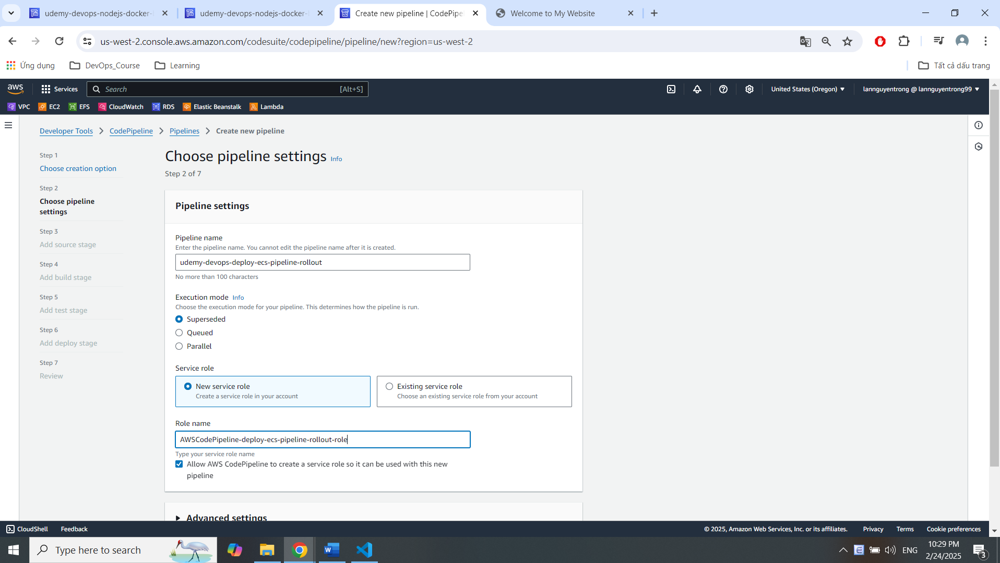 udemy-devops-nodejs-docker-
udemy-devops-nodejs-docker-
Create new pipeline | CodePipel
Welcome to My Website
us-west-2.console.aws.amazon.com/codesuite/codepipeline/pipeline/new?region=us-west-2
Ứng dụng
DevOps_Course
Learning
Tất cả dấu trang
aws
Services
Search
[Alt+S]
United States (Oregon)
lannguyentrong @ lannguyentrong99
VPC
EC2
EFS
CloudWatch
RDS
Elastic Beanstalk
Lambda
Developer Tools
CodePipeline
Pipelines
Create new pipeline
Step 1
Choose creation option
Step 2
Choose pipeline
settings
Step 3
Add source stage
Step 4
Add build stage
Step 5
Add test stage
Step 6
Add deploy stage
Step 7
Review
Choose pipeline settings Info
Step 2 of 7
Pipeline settings
Pipeline name
Enter the pipeline name. You cannot edit the pipeline name after it is created.
udemy-devops-deploy-ecs-pipeline-rollout
No more than 100 characters
Execution mode Info
Choose the execution mode for your pipeline. This determines how the pipeline is run.
Superseded
Queued
Parallel
Service role
New service role
Create a service role in your account
Existing service role
Choose an existing service role from your account
Role name
AWSCodePipeline-deploy-ecs-pipeline-rollout-role
Type your service role name
Allow AWS CodePipeline to create a service role so it can be used with this new
pipeline
Advanced settings
CloudShell
Feedback
© 2025, Amazon Web Services, Inc. or its affiliates.
Privacy
Terms
Cookie preferences
Type here to search
ENG
10:29 PM
2/24/2025
3